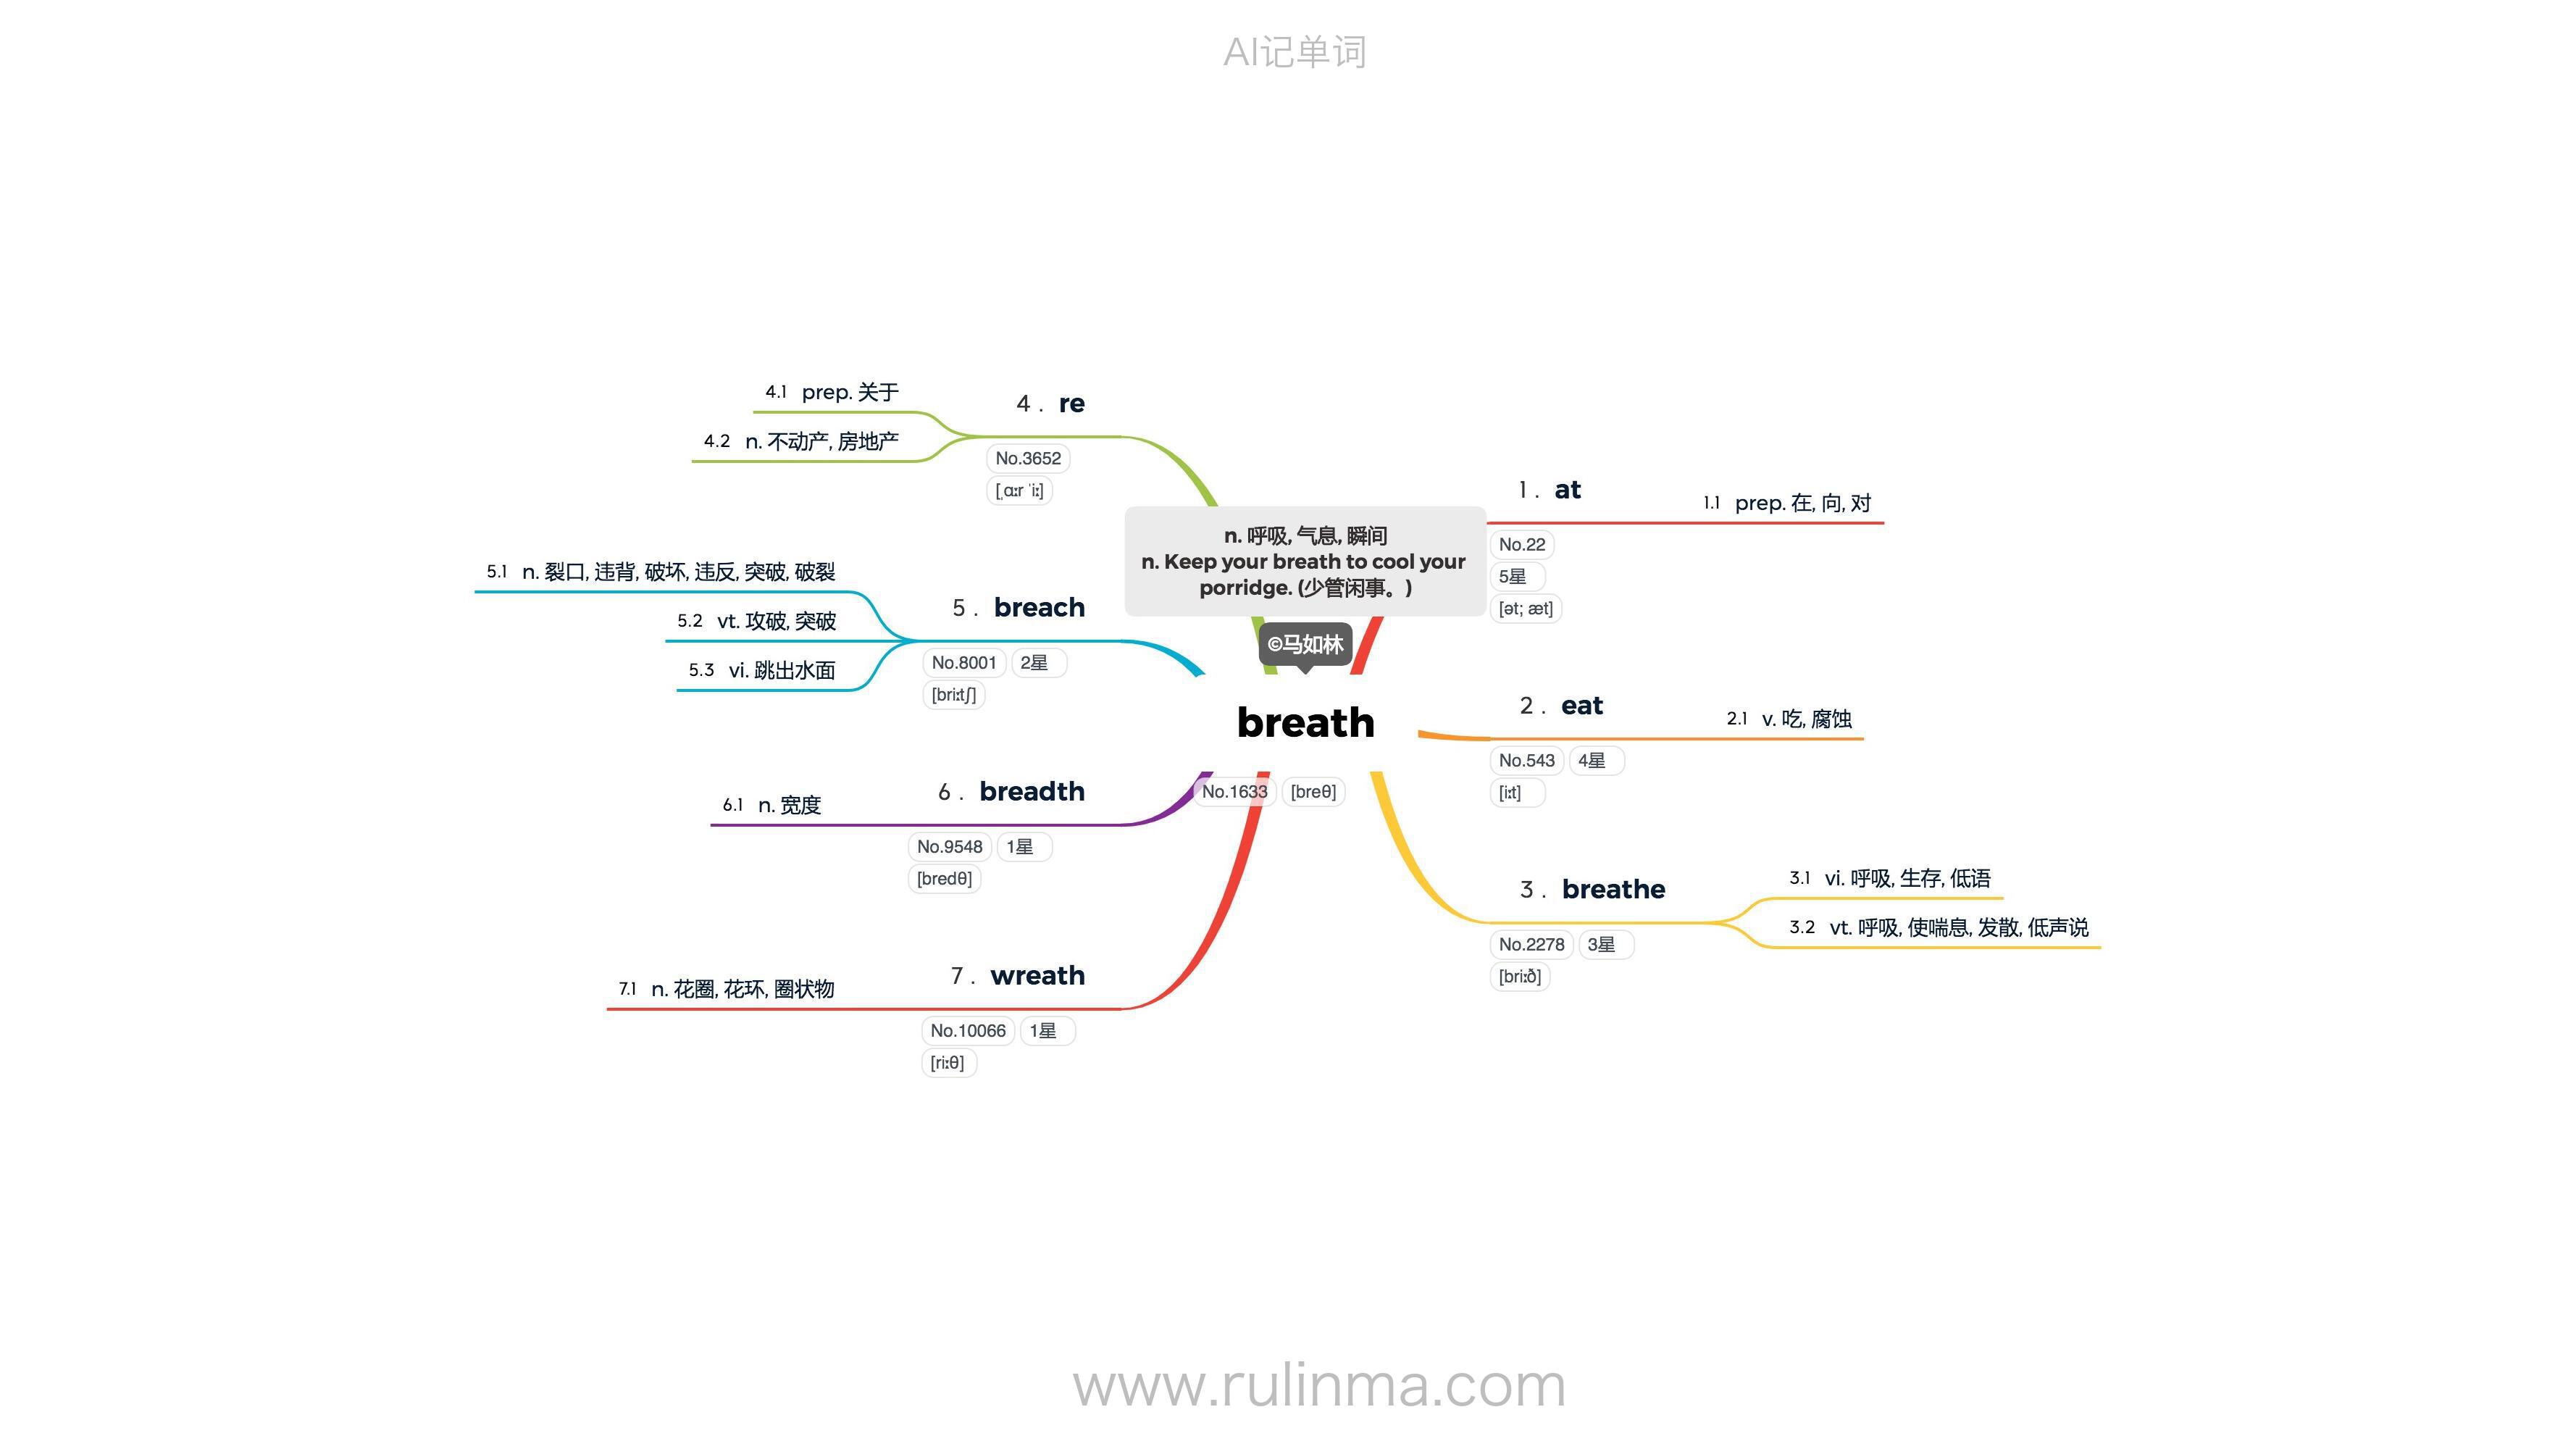 AI记单词
n. 呼吸, 气息, 瞬间
n. Keep your breath to cool your
porridge. (少管闲事。)
©马如林
breath
No.1633 [breθ]
1. at
No.22
5星
[ət; æt]
1.1 prep. 在, 向, 对
2. eat
No.543 4星
[iːt]
2.1 v. 吃, 腐蚀
3. breathe
No.2278 3星
[briːð]
3.1 vi. 呼吸, 生存, 低语
3.2 vt. 呼吸, 使喘息, 发散, 低声说
4. re
No.3652
[ˌɑːr ˈiː]
4.1 prep. 关于
4.2 n. 不动产, 房地产
5. breach
No.8001 2星
[briːtʃ]
5.1 n. 裂口, 违背, 破坏, 违反, 突破, 破裂
5.2 vt. 攻破, 突破
5.3 vi. 跳出水面
6. breadth
No.9548 1星
[bredθ]
6.1 n. 宽度
7. wreath
No.10066 1星
[riːθ]
7.1 n. 花圈, 花环, 圈状物
www.rulinma.com